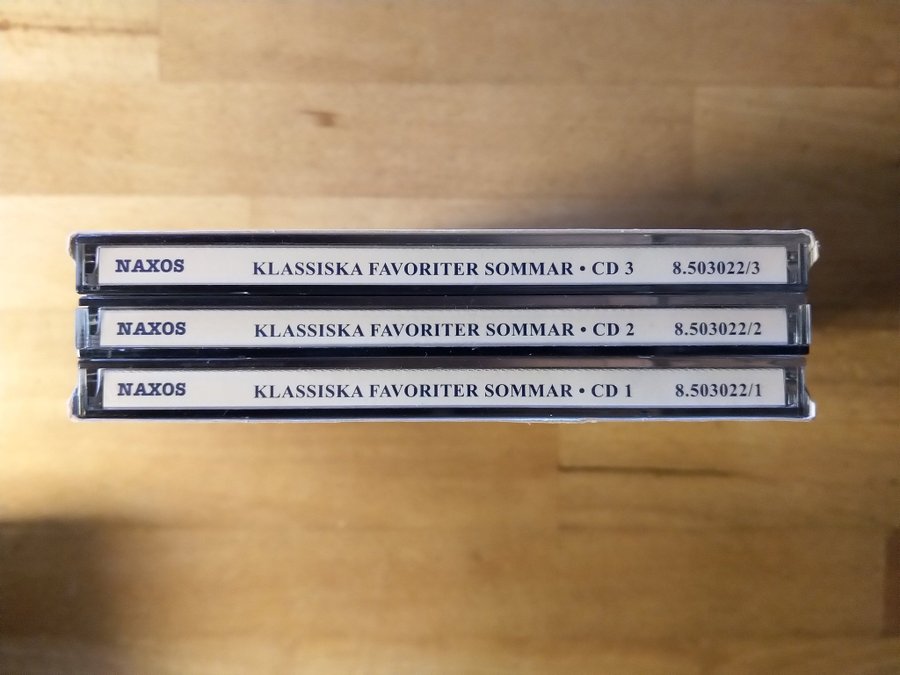 NAXOS KLASSISKA FAVORITER SOMMAR • CD 3 8.503022/3
NAXOS KLASSISKA FAVORITER SOMMAR • CD 2 8.503022/2
NAXOS KLASSISKA FAVORITER SOMMAR • CD 1 8.503022/1